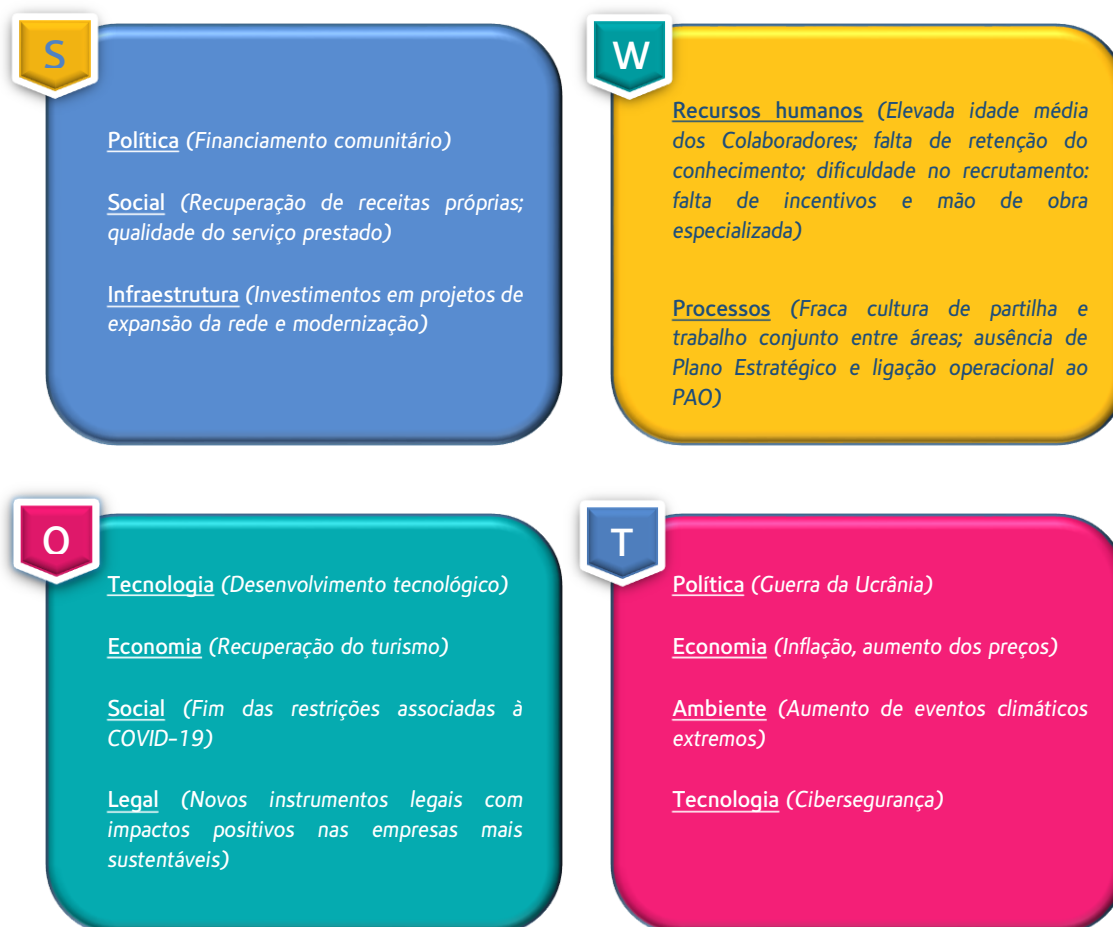 S
Política (Financiamento comunitário)
Social (Recuperação de receitas próprias;
qualidade do serviço prestado)
Infraestrutura (Investimentos em projetos de
expansão da rede e modernização)
W
Recursos humanos (Elevada idade média
dos Colaboradores; falta de retenção do
conhecimento; dificuldade no recrutamento:
falta de incentivos e mão de obra
especializada)
Processos (Fraca cultura de partilha e
trabalho conjunto entre áreas; ausência de
Plano Estratégico e ligação operacional ao
PAO)
O
Tecnologia (Desenvolvimento tecnológico)
Economia (Recuperação do turismo)
Social (Fim das restrições associadas à
COVID-19)
Legal (Novos instrumentos legais com
impactos positivos nas empresas mais
sustentáveis)
T
Política (Guerra da Ucrânia)
Economia (Inflação, aumento dos preços)
Ambiente (Aumento de eventos climáticos
extremos)
Tecnologia (Cibersegurança)